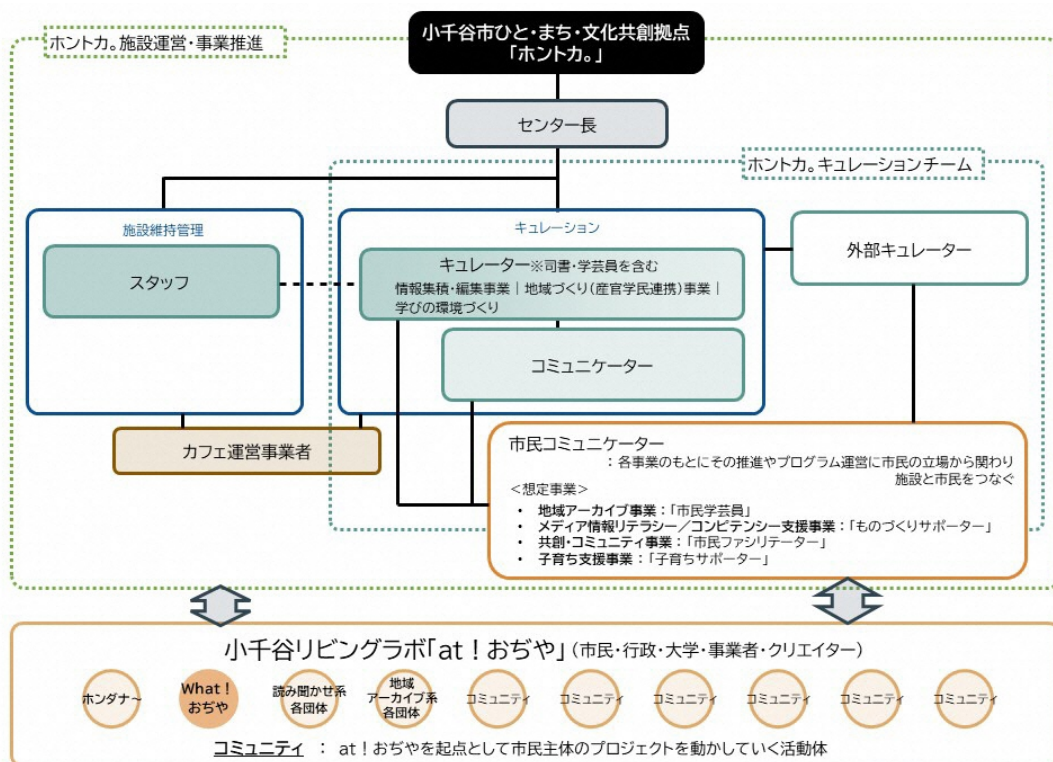 ホントカ。施設運営・事業推進
小千谷市ひと・まち・文化共創拠点
「ホントカ。」
センター長
ホントカ。キュレーションチーム
施設維持管理
スタッフ
キュレーション
キュレーター※司書・学芸員を含む
情報集積・編集事業｜地域づくり(産官学民連携)事業｜
学びの環境づくり
コミュニケーター
外部キュレーター
カフェ運営事業者
市民コミュニケーター
：各事業のもとにその推進やプログラム運営に市民の立場から関わり
施設と市民をつなぐ
＜想定事業＞
• 地域アーカイブ事業：「市民学芸員」
• メディア情報リテラシー／コンピテンシー支援事業：「ものづくりサポーター」
• 共創・コミュニティ事業：「市民ファシリテーター」
• 子育ち支援事業：「子育ちサポーター」
小千谷リビングラボ「at！おぢや」(市民・行政・大学・事業者・クリエイター)
ホンダナ～
What！
おぢや
読み聞かせ系
各団体
地域
アーカイブ系
各団体
コミュニティ
コミュニティ
コミュニティ
コミュニティ
コミュニティ
コミュニティ
コミュニティ ： at！おぢやを起点として市民主体のプロジェクトを動かしていく活動体